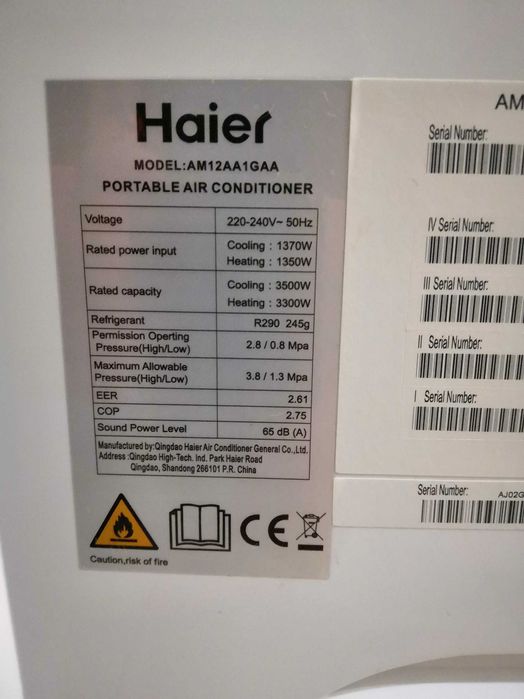 Haier
MODEL:AM12AA1GAA
PORTABLE AIR CONDITIONER
Voltage 220-240V~ 50Hz
Rated power input Cooling : 1370W
Heating : 1350W
Rated capacity Cooling : 3500W
Heating : 3300W
Refrigerant R290 245g
Permission Operting
Pressure(High/Low) 2.8 / 0.8 Mpa
Maximum Allowable
Pressure(High/Low) 3.8 / 1.3 Mpa
EER 2.61
COP 2.75
Sound Power Level 65 dB (A)
Manufactured by:Qingdao Haier Air Conditioner General Co.,Ltd.
Address :Qingdao High-Tech. Ind. Park Haier Road
Qingdao, Shandong 266101 P.R. China
CE
Caution,risk of fire
AM
Serial Number:
IV Serial Number:
III Serial Number:
II Serial Number:
I Serial Number:
Serial Number: AJ02G